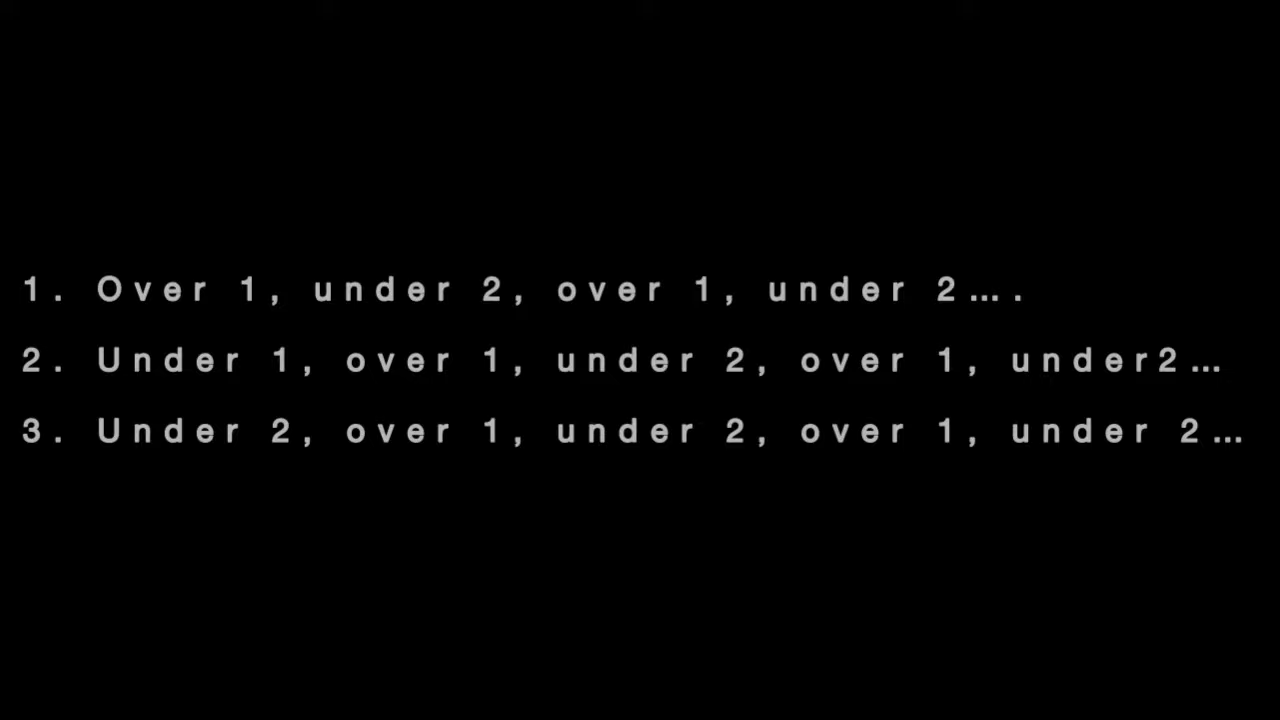 1. Over 1, under 2, over 1, under 2... .
2. Under 1, over 1, under 2, over 1, under2...
3. Under 2, over 1, under 2, over 1, under 2...